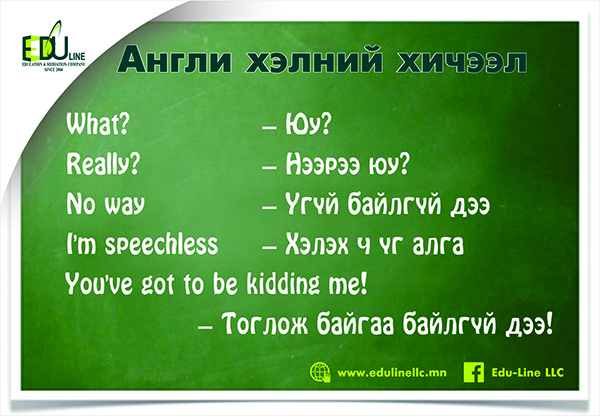 EDU LINE
EDUCATION & MEDIATION COMPANY
SINCE 2004
Англи хэлний хичээл
What? – Юу?
Really? – Нээрээ юу?
No way – Үгүй байлгүй дээ
I'm speechless – Хэлэх ч үг алга
You've got to be kidding me!
– Тоглож байгаа байлгүй дээ!
www.edulinellc.mn Edu-Line LLC